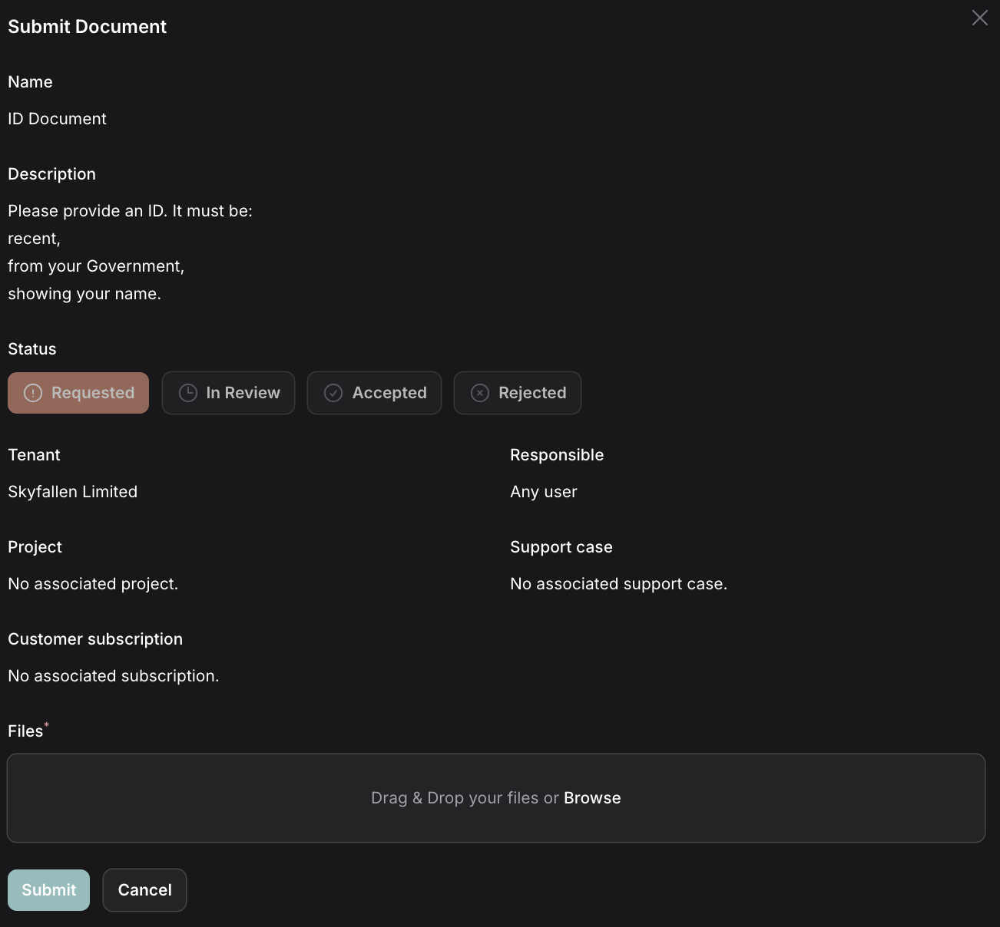 Submit Document
Name
ID Document
Description
Please provide an ID. It must be:
recent,
from your Government,
showing your name.
Status
Requested
In Review
Accepted
Rejected
Tenant
Responsible
Skyfallen Limited
Any user
Project
Support case
No associated project.
No associated support case.
Customer subscription
No associated subscription.
Files*
Drag & Drop your files or Browse
Submit
Cancel